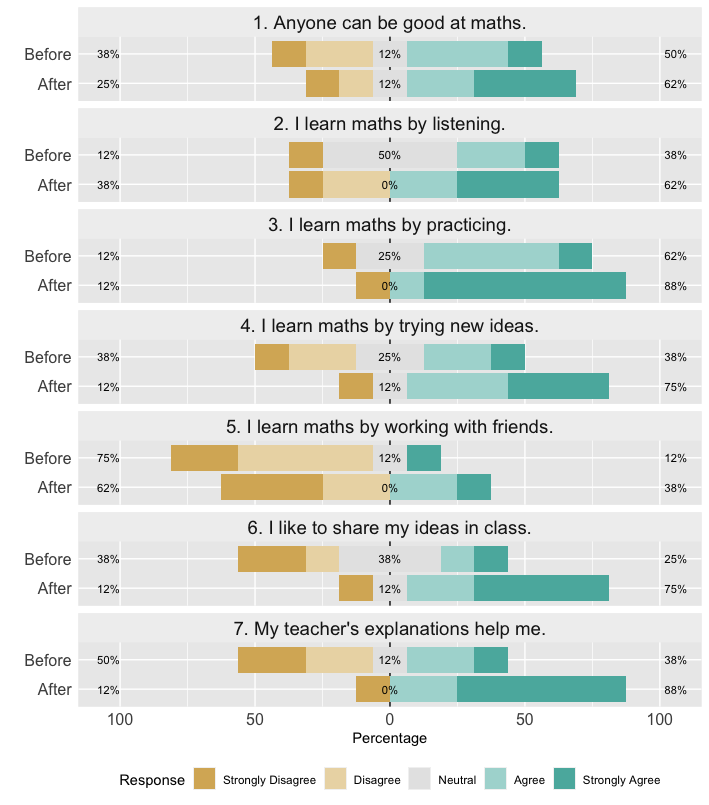 1. Anyone can be good at maths.
Before 38% 12% 50%
After 25% 12% 62%
2. I learn maths by listening.
Before 12% 50% 38%
After 38% 0% 62%
3. I learn maths by practicing.
Before 12% 25% 62%
After 12% 0% 88%
4. I learn maths by trying new ideas.
Before 38% 25% 38%
After 12% 12% 75%
5. I learn maths by working with friends.
Before 75% 12% 12%
After 62% 0% 38%
6. I like to share my ideas in class.
Before 38% 38% 25%
After 12% 12% 75%
7. My teacher's explanations help me.
Before 50% 12% 38%
After 12% 0% 88%
100 50 0 50 100
Percentage
Response Strongly Disagree Disagree Neutral Agree Strongly Agree